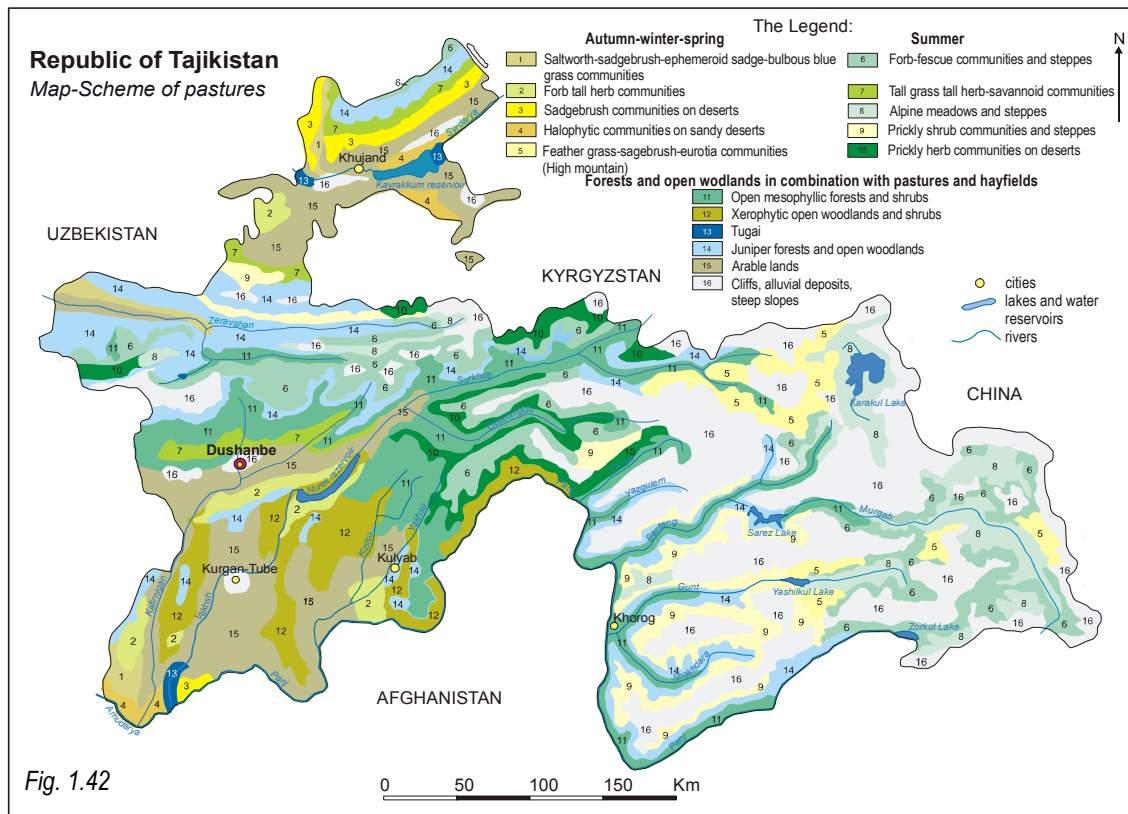 Republic of Tajikistan
Map-Scheme of pastures
The Legend:
N
Autumn-winter-spring
1 Saltworth-sadgebrush-ephemeroid sadge-bulbous blue
grass communities
2 Forb tall herb communities
3 Sadgebrush communities on deserts
4 Halophytic communities on sandy deserts
5 Feather grass-sagebrush-eurotia communities
(High mountain)
Summer
6 Forb-fescue communities and steppes
7 Tall grass tall herb-savannoid communities
8 Alpine meadows and steppes
9 Prickly shrub communities and steppes
10 Prickly herb communities on deserts
Forests and open wodlands in combination with pastures and hayfields
11 Open mesophyllic forests and shrubs
12 Xerophytic open woodlands and shrubs
13 Tugai
14 Juniper forests and open woodlands
15 Arable lands
16 Cliffs, alluvial deposits,
steep slopes
cities
lakes and water
reservoirs
rivers
Syrdarya
Khujand
Kayrakkum reservoir
UZBEKISTAN
KYRGYZSTAN
CHINA
AFGHANISTAN
Zeravshan
Surkhob
Karakul Lake
Dushanbe
Nurek rezervoir
Yazgulem
Bartang
Sarez Lake
Murgab
Kizilsu
Yakhsu
Kulyab
Kurgan-Tube
Kafirnigan
Vakhsh
Gunt
Yashilkul Lake
Khorog
Zorkul Lake
Shakhdara
Panj
Panj
Amudarya
Fig. 1.42
0 50 100 150 Km